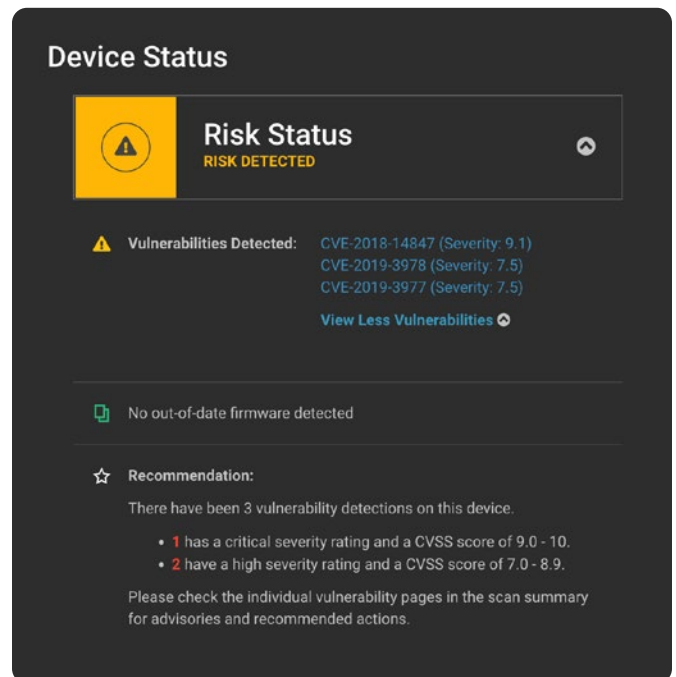 Device Status
Risk Status
RISK DETECTED
Vulnerabilities Detected:
CVE-2018-14847 (Severity: 9.1)
CVE-2019-3978 (Severity: 7.5)
CVE-2019-3977 (Severity: 7.5)
View Less Vulnerabilities
No out-of-date firmware detected
Recommendation:
There have been 3 vulnerability detections on this device.
• 1 has a critical severity rating and a CVSS score of 9.0 - 10.
• 2 have a high severity rating and a CVSS score of 7.0 - 8.9.
Please check the individual vulnerability pages in the scan summary
for advisories and recommended actions.